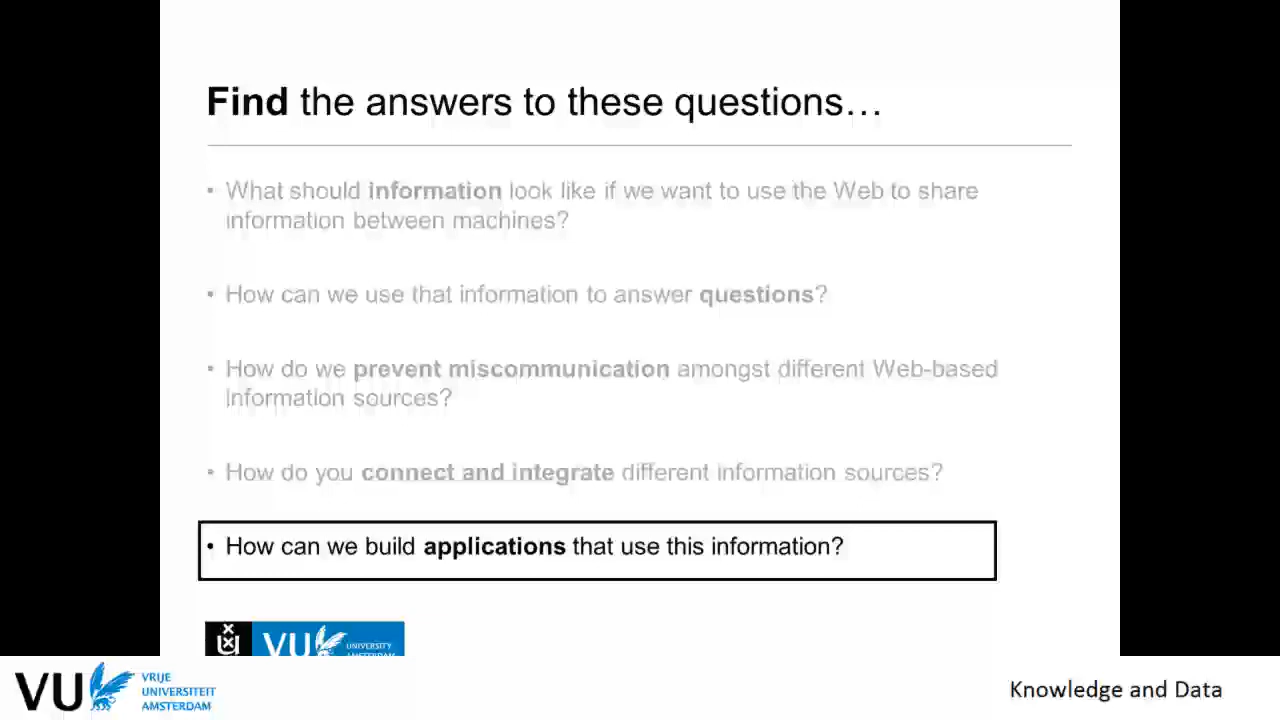 Find the answers to these questions…
• What should information look like if we want to use the Web to share
information between machines?
• How can we use that information to answer questions?
• How do we prevent miscommunication amongst different Web-based
information sources?
• How do you connect and integrate different information sources?
• How can we build applications that use this information?
VU UNIVERSITY
AMSTERDAM
VU VRIJE
UNIVERSITEIT
AMSTERDAM
Knowledge and Data